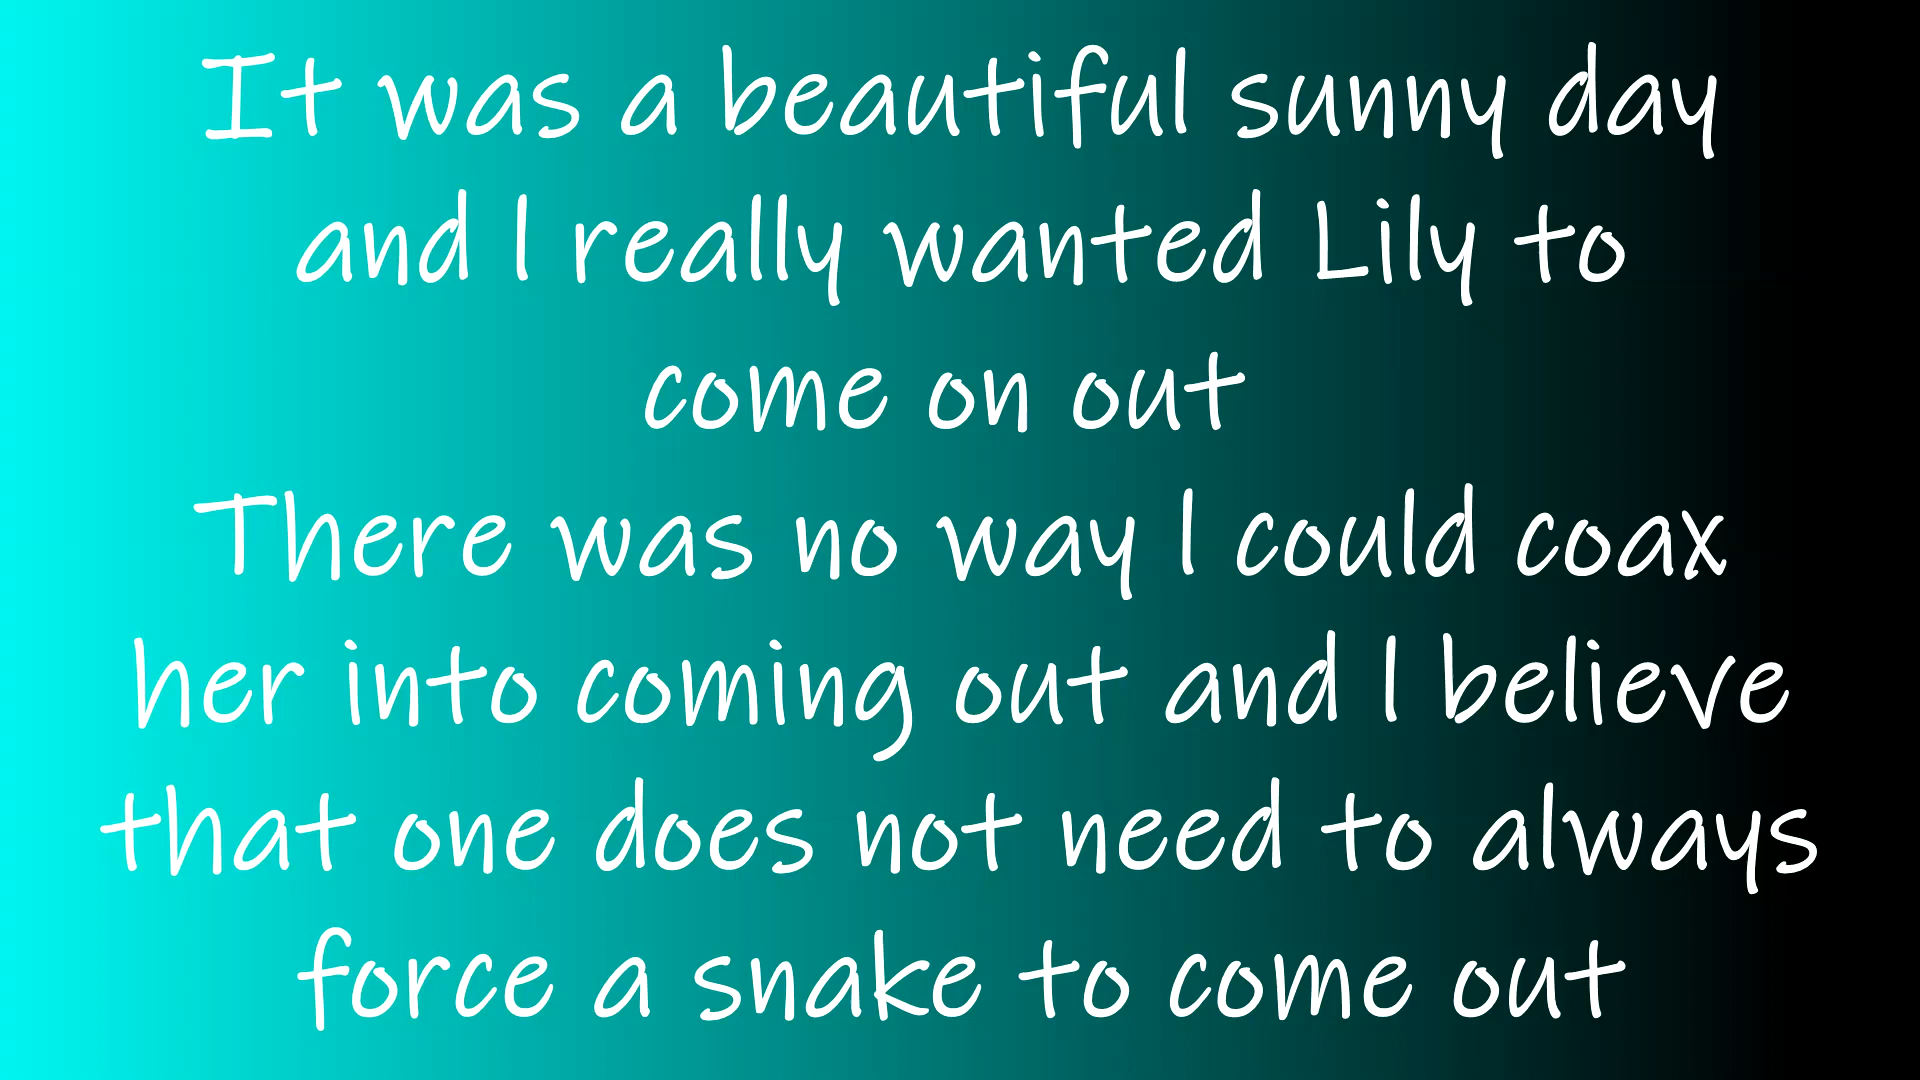 It was a beautiful sunny day
and I really wanted Lily to
come on out
There was no way I could coax
her into coming out and I believe
that one does not need to always
force a snake to come out